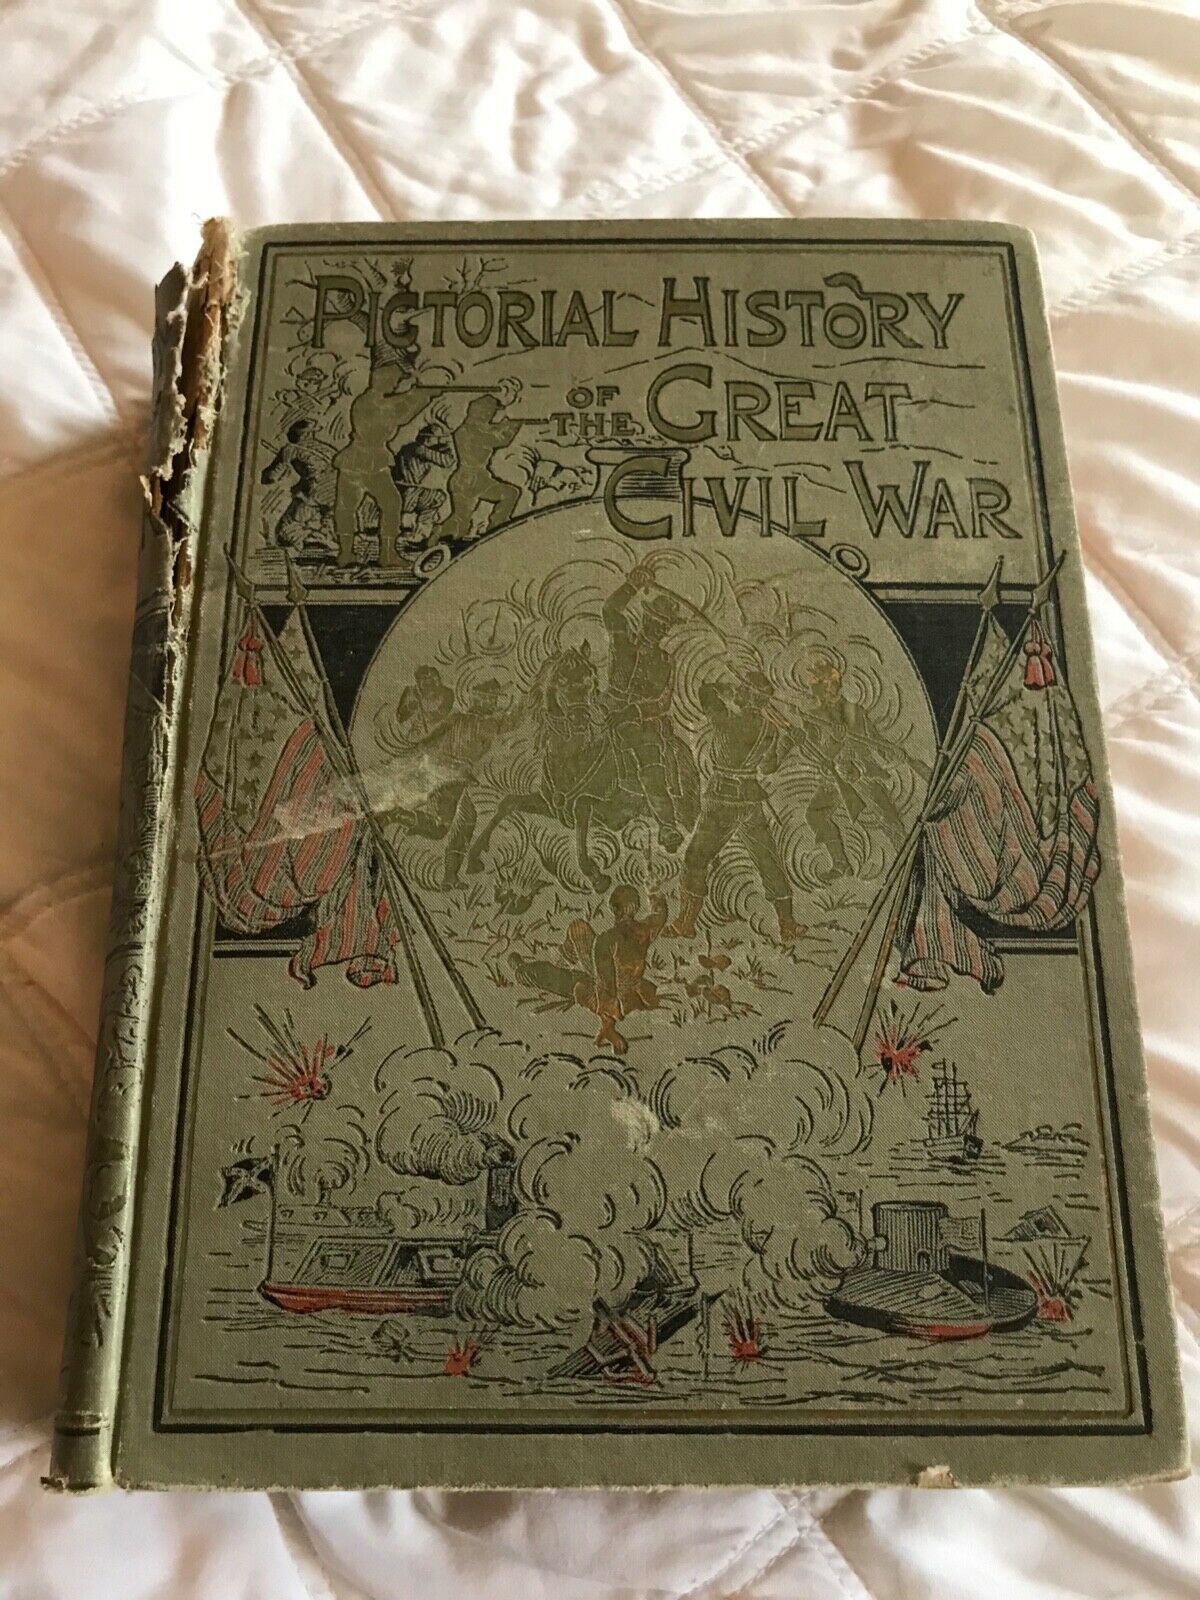 PICTORIAL HISTORY
OF
THE GREAT
CIVIL WAR